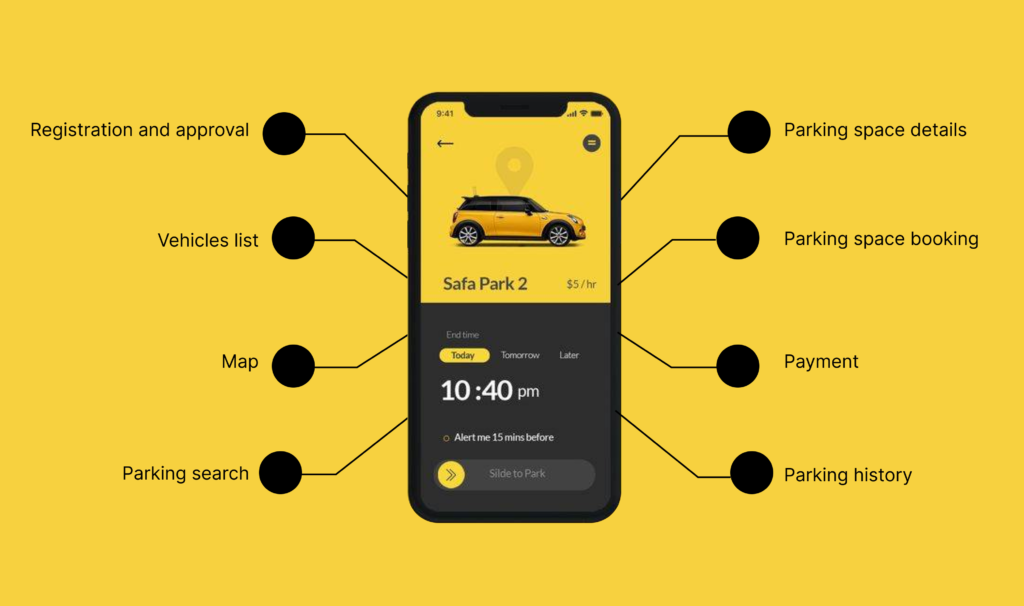 Registration and approval
Vehicles list
Map
Parking search
9:41
Safa Park 2
$5 / hr
End time
Today Tomorrow Later
10 :40 pm
Alert me 15 mins before
Silde to Park
Parking space details
Parking space booking
Payment
Parking history